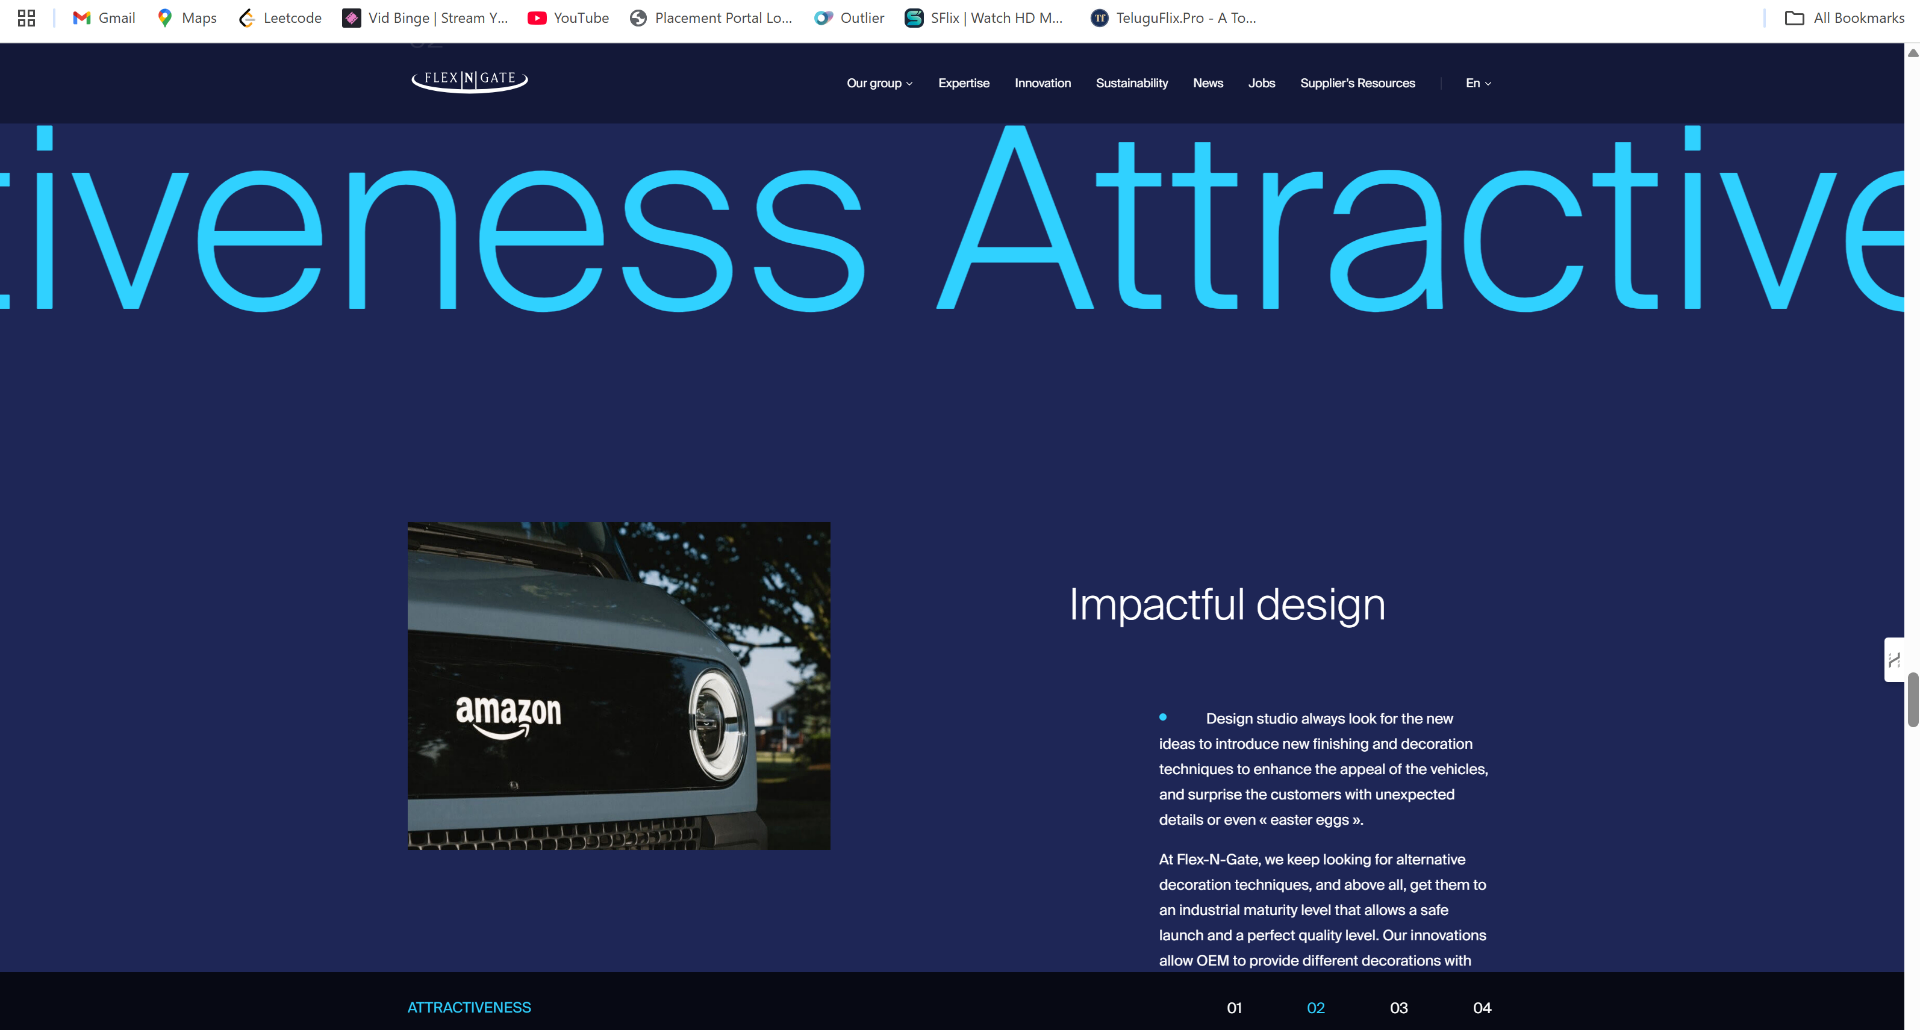 Gmail Maps Leetcode Vid Binge | Stream Y... YouTube Placement Portal Lo... Outlier SFlix | Watch HD M... TeluguFlix.Pro - A To... All Bookmarks
FLEX|N|GATE Our group Expertise Innovation Sustainability News Jobs Supplier's Resources En
tiveness Attractive
amazon
Impactful design
Design studio always look for the new
ideas to introduce new finishing and decoration
techniques to enhance the appeal of the vehicles,
and surprise the customers with unexpected
details or even « easter eggs ».
At Flex-N-Gate, we keep looking for alternative
decoration techniques, and above all, get them to
an industrial maturity level that allows a safe
launch and a perfect quality level. Our innovations
allow OEM to provide different decorations with
ATTRACTIVENESS 01 02 03 04